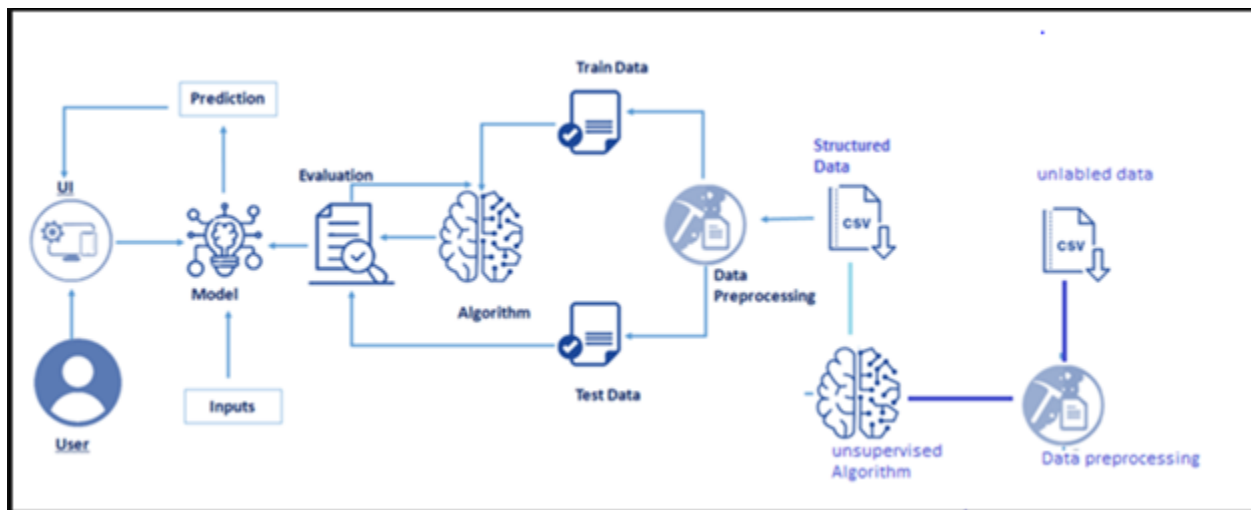 Train Data
Prediction
Structured
Data
Evaluation
unlabled data
UI
CSV
CSV
Data
Preprocessing
Model
Algorithm
Test Data
Inputs
User
unsupervised
Algorithm
Data preprocessing